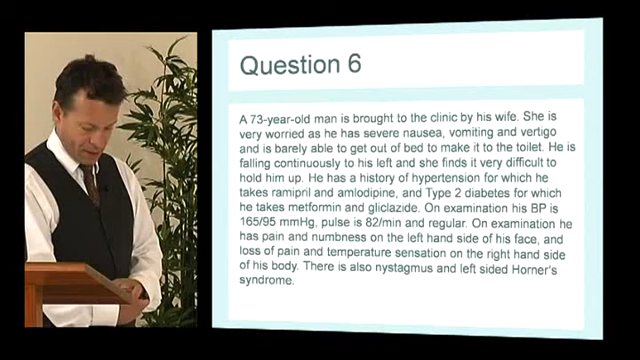 Question 6
A 73-year-old man is brought to the clinic by his wife. She is
very worried as he has severe nausea, vomiting and vertigo
and is barely able to get out of bed to make it to the toilet. He is
falling continuously to his left and she finds it very difficult to
hold him up. He has a history of hypertension for which he
takes ramipril and amlodipine, and Type 2 diabetes for which
he takes metformin and gliclazide. On examination his BP is
165/95 mmHg, pulse is 82/min and regular. On examination he
has pain and numbness on the left hand side of his face, and
loss of pain and temperature sensation on the right hand side
of his body. There is also nystagmus and left sided Horner's
syndrome.